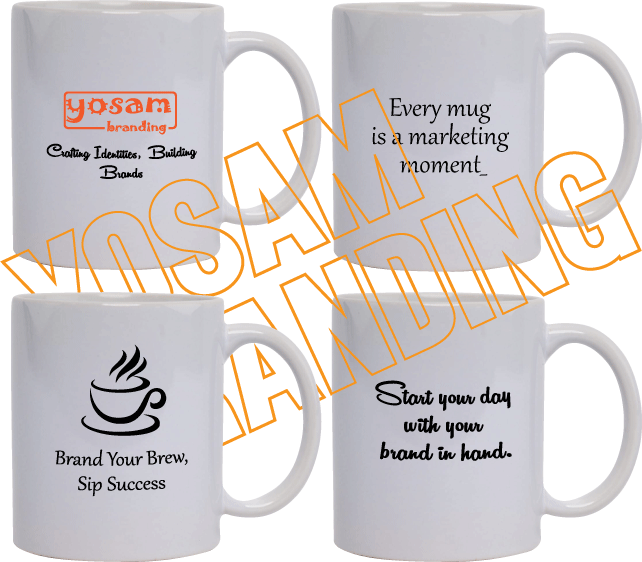 yosam
branding
Crafting Identities, Building
Brands
Every mug
is a marketing
moment_
YOSAM
BRANDING
Brand Your Brew,
Sip Success
Start your day
with your
brand in hand.